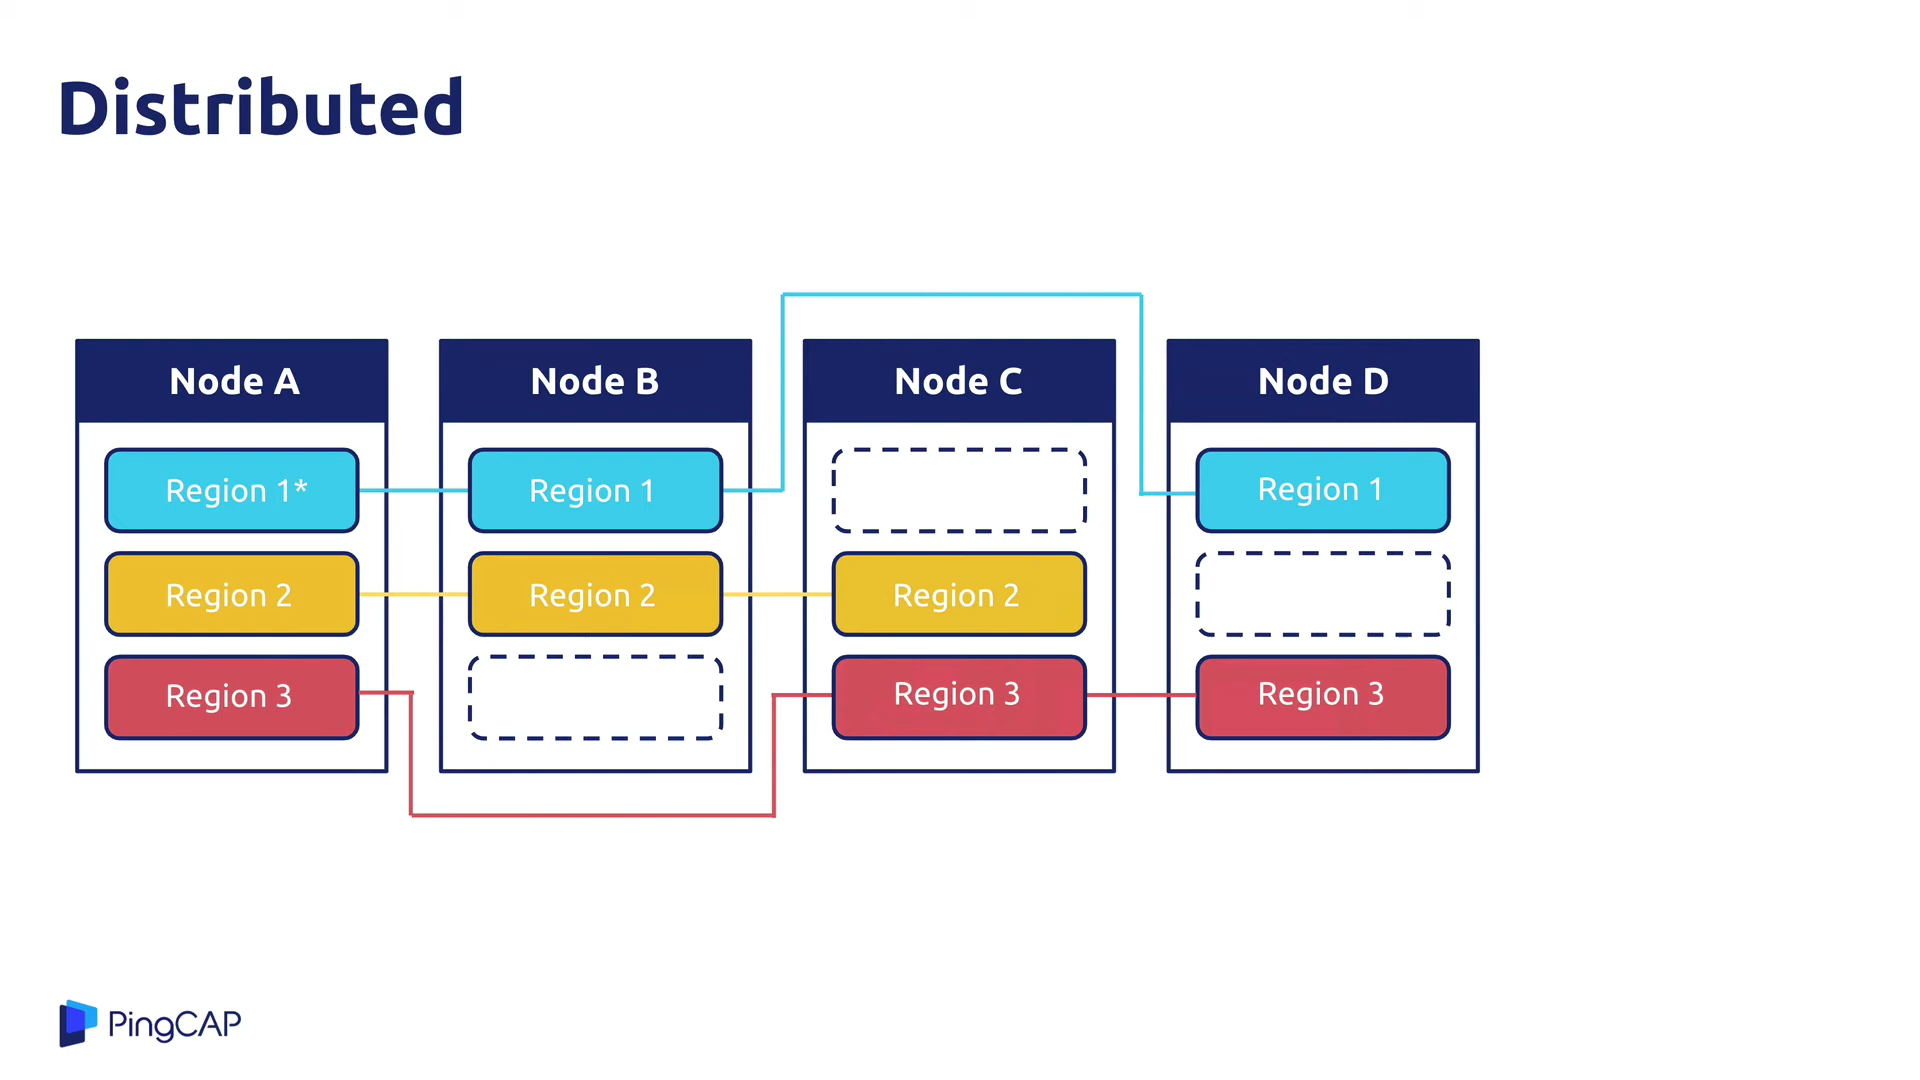 Distributed
Node A
Region 1*
Region 2
Region 3
Node B
Region 1
Region 2
Node C
Region 2
Region 3
Node D
Region 1
Region 3
PingCAP